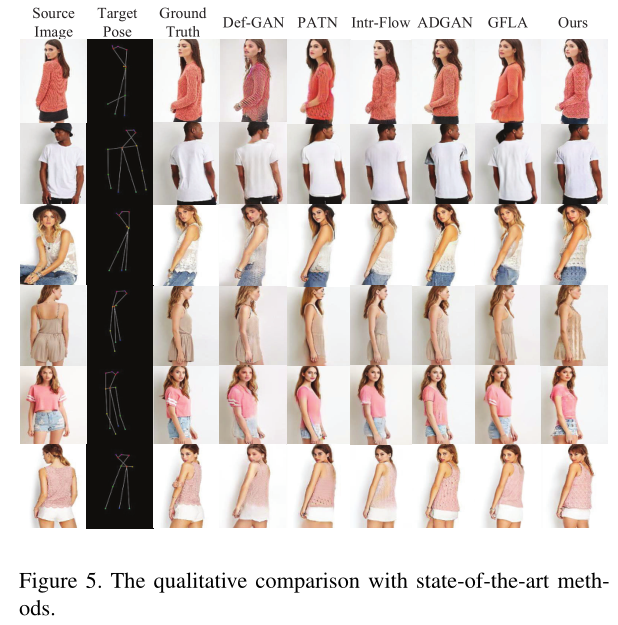 Source Image
Target Pose
Ground Truth
Def-GAN
PATN
Intr-Flow
ADGAN
GFLA
Ours
Figure 5. The qualitative comparison with state-of-the-art meth-
ods.